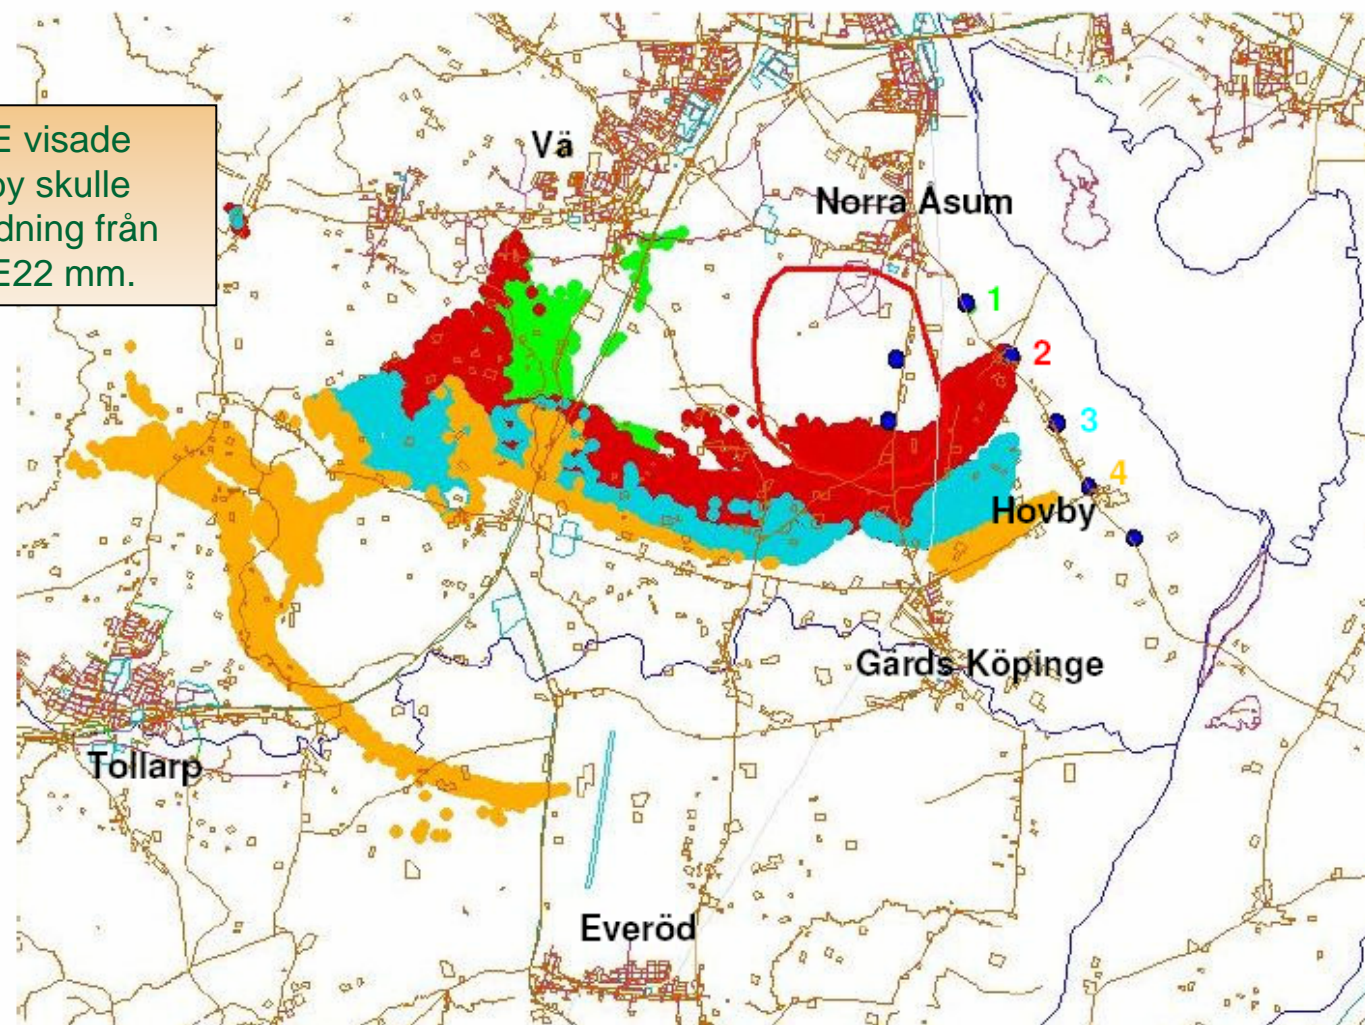 E visade
by skulle
dning från
E22 mm.
Vä
Norra Åsum
1
2
3
4
Hovby
Gärds Köpinge
Tollarp
Everöd